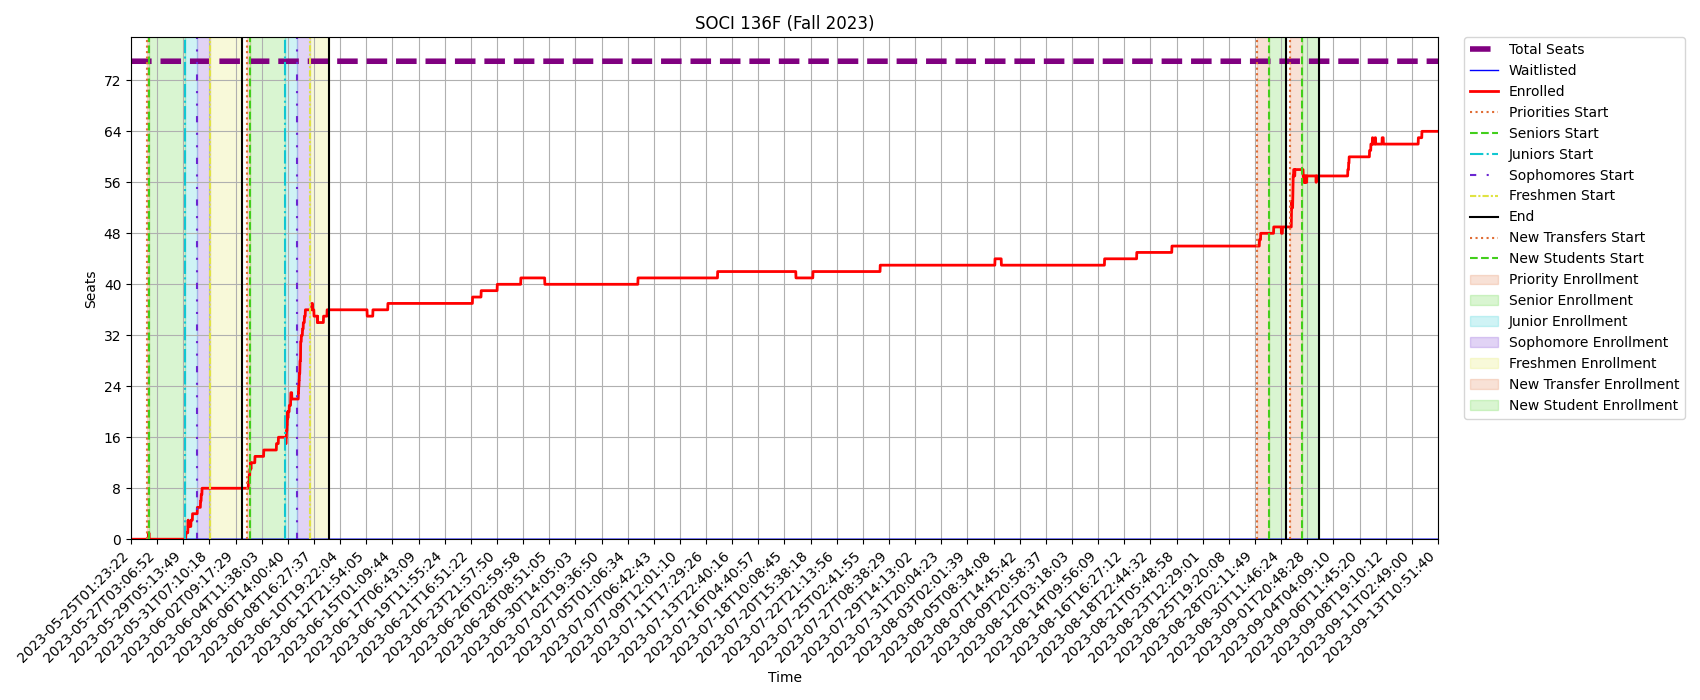 SOCI 136F (Fall 2023)
Seats
72
64
56
48
40
32
24
16
8
0
2023-05-25T01:23:22
2023-05-27T03:06:52
2023-05-29T05:13:49
2023-05-31T07:10:18
2023-06-02T09:17:29
2023-06-04T11:38:03
2023-06-06T14:00:40
2023-06-08T16:27:37
2023-06-10T19:22:04
2023-06-12T21:54:05
2023-06-15T01:09:44
2023-06-17T06:43:09
2023-06-19T11:55:24
2023-06-21T16:51:22
2023-06-23T21:57:50
2023-06-26T02:59:58
2023-06-28T08:51:05
2023-06-30T14:05:03
2023-07-02T19:36:50
2023-07-05T01:06:34
2023-07-07T06:42:43
2023-07-09T12:01:10
2023-07-11T17:29:26
2023-07-13T22:40:16
2023-07-16T04:40:57
2023-07-18T10:08:45
2023-07-20T15:38:18
2023-07-22T21:13:56
2023-07-25T02:41:55
2023-07-27T08:38:29
2023-07-29T14:13:02
2023-07-31T20:04:23
2023-08-03T02:01:39
2023-08-05T08:34:08
2023-08-07T14:45:42
2023-08-09T20:58:37
2023-08-12T03:18:03
2023-08-14T09:56:09
2023-08-16T16:27:12
2023-08-18T22:44:32
2023-08-21T05:48:58
2023-08-23T12:29:01
2023-08-25T19:20:08
2023-08-28T02:11:49
2023-08-30T11:46:24
2023-09-01T20:48:28
2023-09-04T04:09:10
2023-09-06T11:45:20
2023-09-08T19:10:12
2023-09-11T02:49:00
2023-09-13T10:51:40
Time
Total Seats
Waitlisted
Enrolled
Priorities Start
Seniors Start
Juniors Start
Sophomores Start
Freshmen Start
End
New Transfers Start
New Students Start
Priority Enrollment
Senior Enrollment
Junior Enrollment
Sophomore Enrollment
Freshmen Enrollment
New Transfer Enrollment
New Student Enrollment